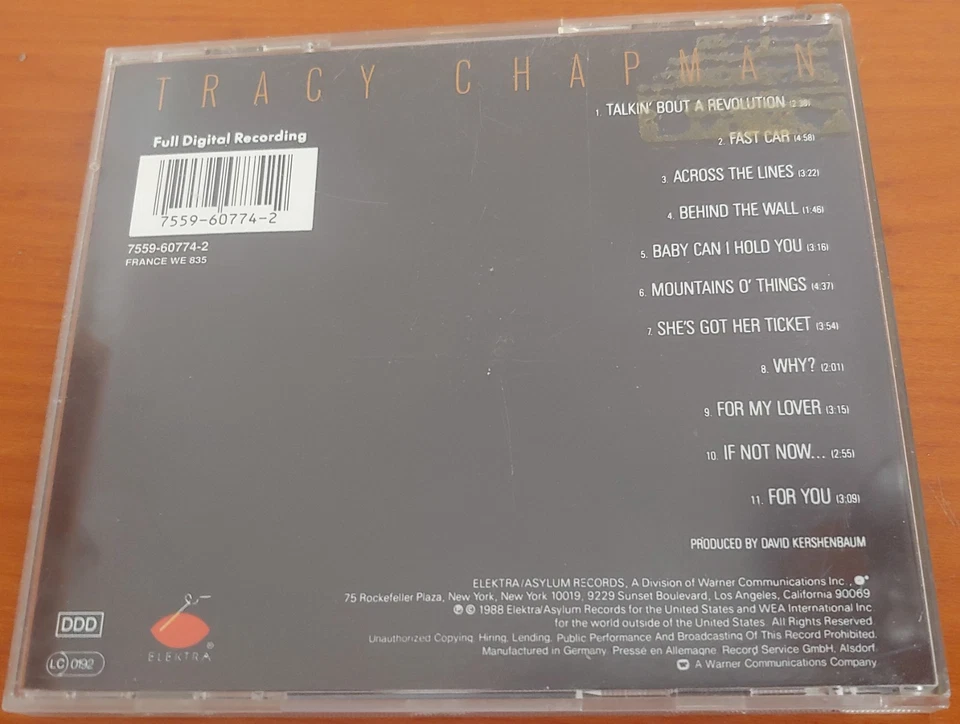 TRACY CHAPMAN
Full Digital Recording
7559-60774-2
7559-60774-2
FRANCE WE 835
1. TALKIN' BOUT A REVOLUTION (2:38)
2. FAST CAR (4:58)
3. ACROSS THE LINES (3:22)
4. BEHIND THE WALL (1:46)
5. BABY CAN I HOLD YOU (3:16)
6. MOUNTAINS O' THINGS (4:37)
7. SHE'S GOT HER TICKET (3:54)
8. WHY? (2:01)
9. FOR MY LOVER (3:15)
10. IF NOT NOW... (2:55)
11. FOR YOU (3:09)
PRODUCED BY DAVID KERSHENBAUM
ELEKTRA/ASYLUM RECORDS, A Division of Warner Communications Inc.,
75 Rockefeller Plaza, New York, New York 10019, 9229 Sunset Boulevard, Los Angeles, California 90069
℗ © 1988 Elektra/Asylum Records for the United States and WEA International Inc
for the world outside of the United States. All Rights Reserved.
Unauthorized Copying, Hiring, Lending, Public Performance And Broadcasting Of This Record Prohibited.
Manufactured in Germany. Pressé en Allemagne. Record Service GmbH, Alsdorf.
A Warner Communications Company
DDD
LC 0192
ELEKTRA®